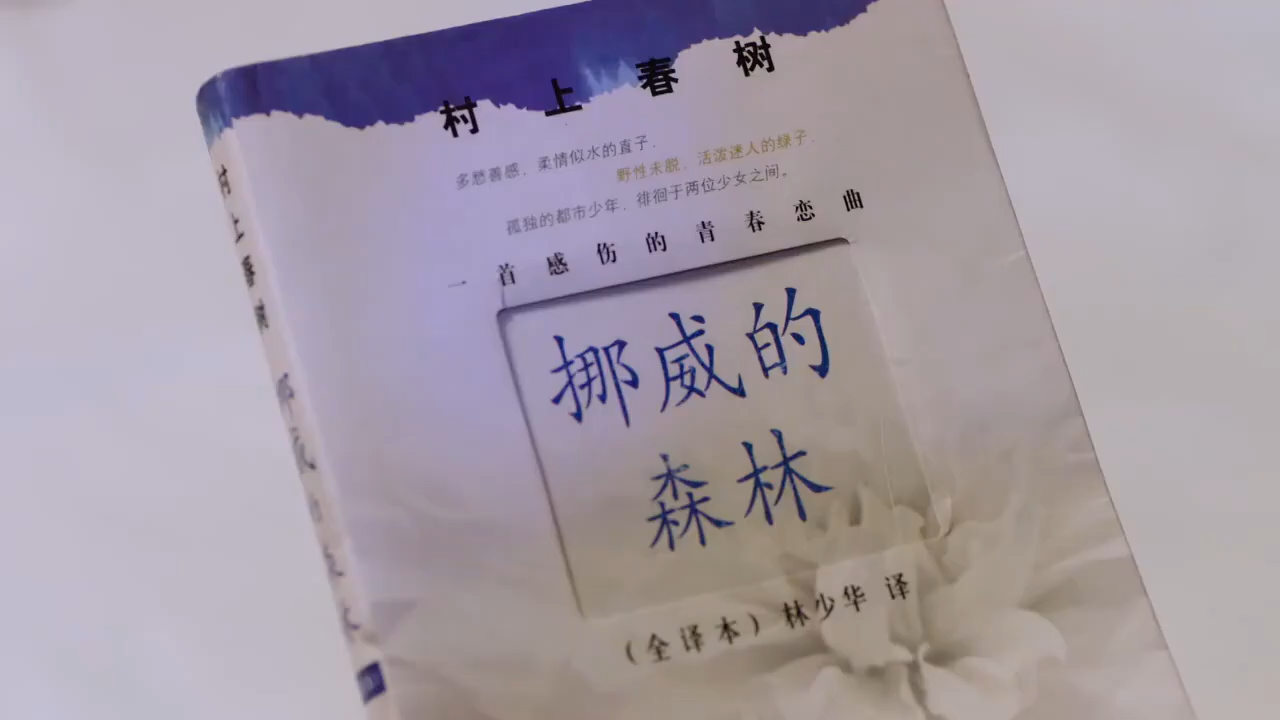 村上春树
多愁善感，柔情似水的直子，
野性未脱，活泼迷人的绿子，
孤独的都市少年，徘徊于两位少女之间。
一首感伤的青春恋曲
挪威的
森林
（全译本）林少华 译
村上春树